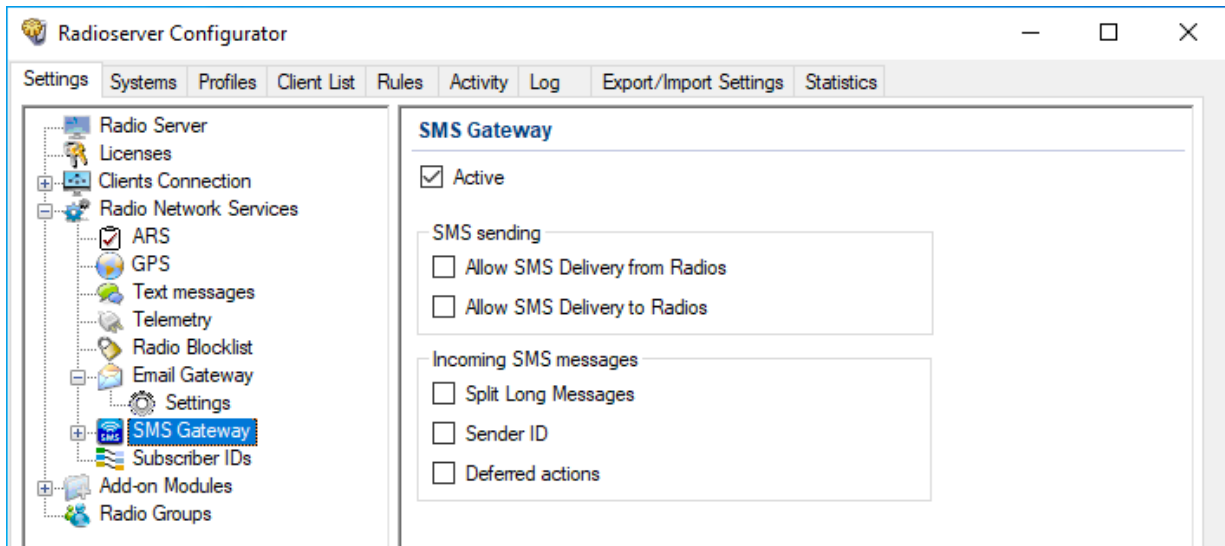 Radioserver Configurator
Settings Systems Profiles Client List Rules Activity Log Export/Import Settings Statistics
Radio Server
Licenses
Clients Connection
Radio Network Services
ARS
GPS
Text messages
Telemetry
Radio Blocklist
Email Gateway
Settings
SMS SMS Gateway
Subscriber IDs
Add-on Modules
Radio Groups
SMS Gateway
Active
SMS sending
Allow SMS Delivery from Radios
Allow SMS Delivery to Radios
Incoming SMS messages
Split Long Messages
Sender ID
Deferred actions